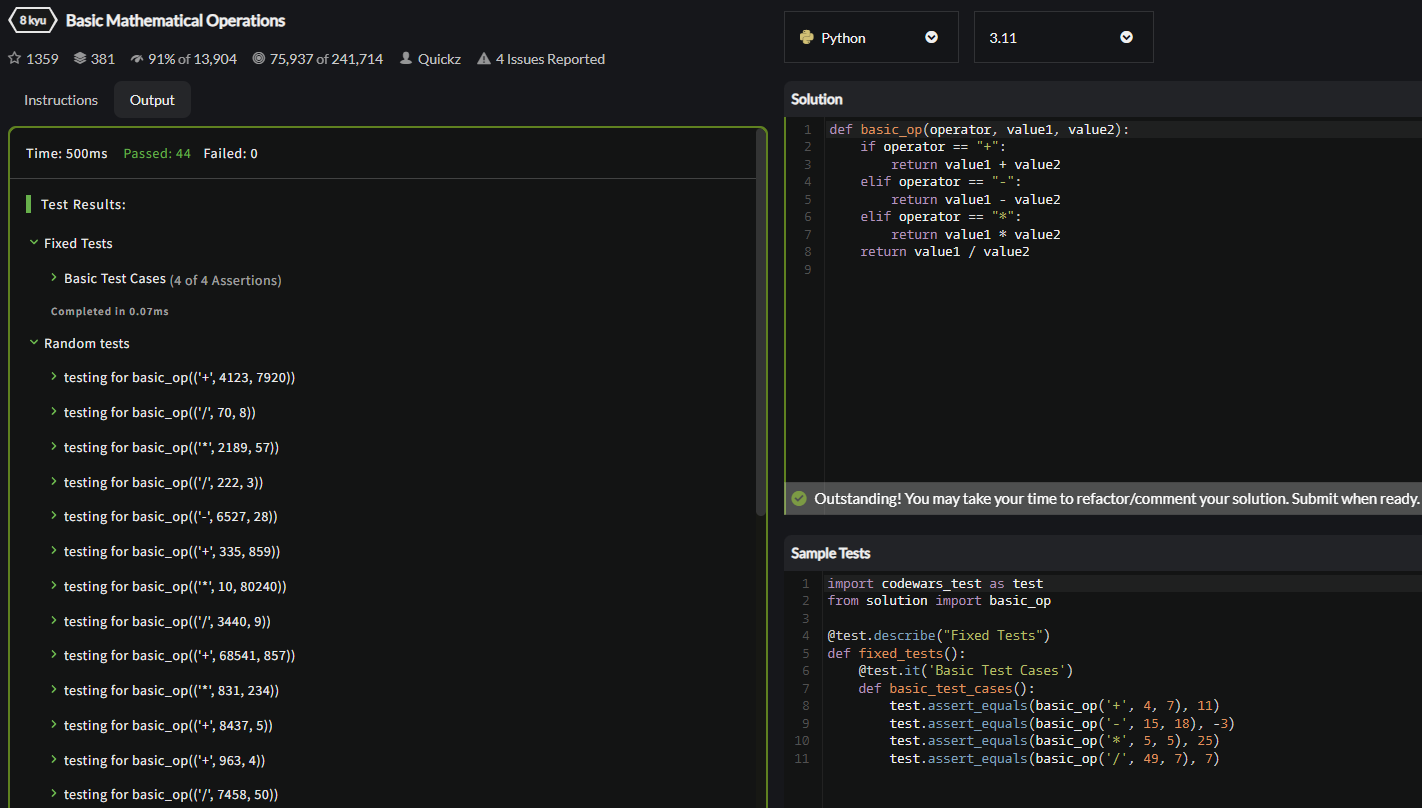 8 kyu Basic Mathematical Operations
1359 381 91% of 13,904 75,937 of 241,714 Quickz 4 Issues Reported
Instructions Output
Time: 500ms Passed: 44 Failed: 0
Test Results:
Fixed Tests
Basic Test Cases (4 of 4 Assertions)
Completed in 0.07ms
Random tests
testing for basic_op(('+', 4123, 7920))
testing for basic_op(('/', 70, 8))
testing for basic_op(('*', 2189, 57))
testing for basic_op(('/', 222, 3))
testing for basic_op(('-', 6527, 28))
testing for basic_op(('+', 335, 859))
testing for basic_op(('*', 10, 80240))
testing for basic_op(('/', 3440, 9))
testing for basic_op(('+', 68541, 857))
testing for basic_op(('*', 831, 234))
testing for basic_op(('+', 8437, 5))
testing for basic_op(('+', 963, 4))
testing for basic_op(('/', 7458, 50))
Python 3.11
Solution
1 def basic_op(operator, value1, value2):
2     if operator == "+":
3         return value1 + value2
4     elif operator == "-":
5         return value1 - value2
6     elif operator == "*":
7         return value1 * value2
8     return value1 / value2
9
Outstanding! You may take your time to refactor/comment your solution. Submit when ready.
Sample Tests
1 import codewars_test as test
2 from solution import basic_op
3
4 @test.describe("Fixed Tests")
5 def fixed_tests():
6     @test.it('Basic Test Cases')
7     def basic_test_cases():
8         test.assert_equals(basic_op('+', 4, 7), 11)
9         test.assert_equals(basic_op('-', 15, 18), -3)
10         test.assert_equals(basic_op('*', 5, 5), 25)
11         test.assert_equals(basic_op('/', 49, 7), 7)